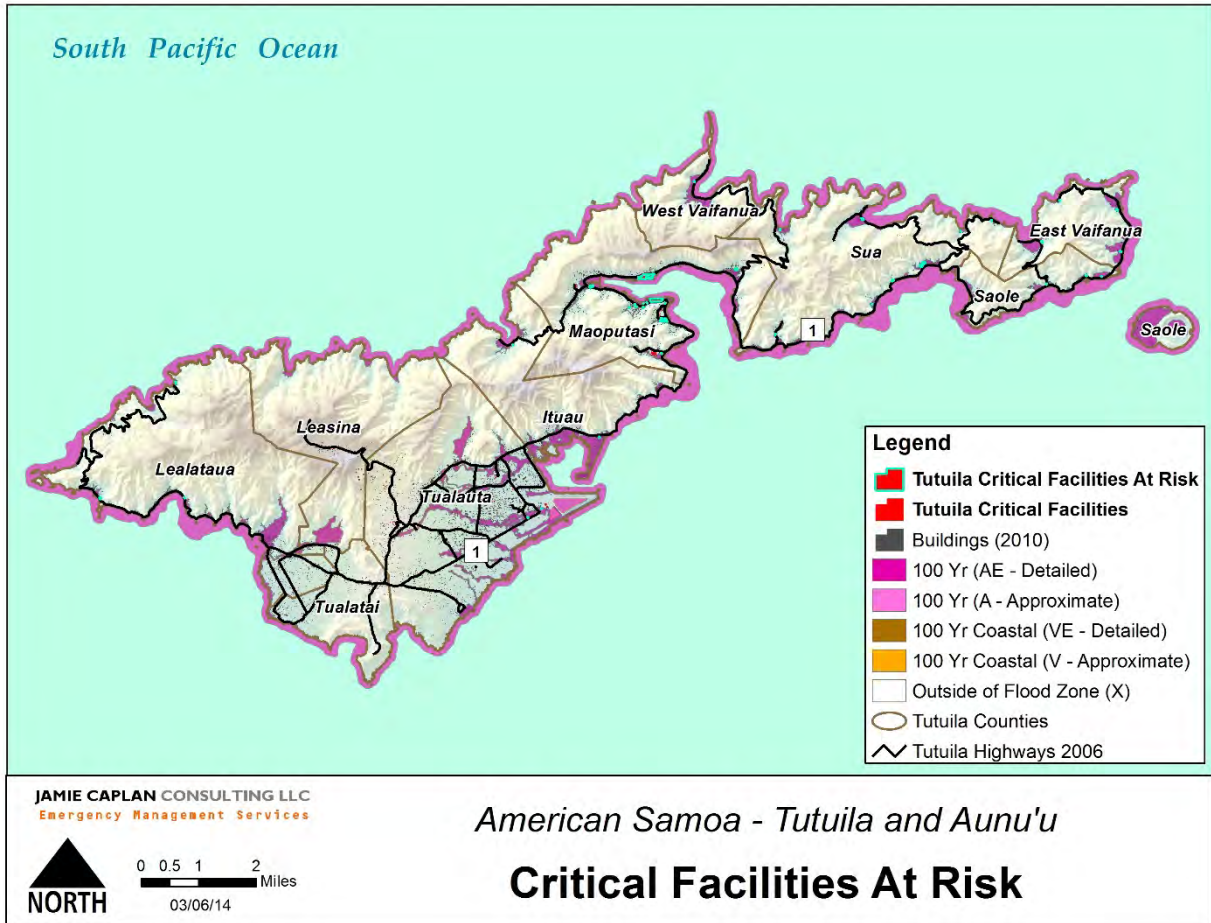 South Pacific Ocean
West Vaifanua
East Vaifanua
Sua
Saole
Saole
1
Maoputasi
Ituau
Leasina
Lealataua
Tualauta
1
Tualatai
Legend
Tutuila Critical Facilities At Risk
Tutuila Critical Facilities
Buildings (2010)
100 Yr (AE - Detailed)
100 Yr (A - Approximate)
100 Yr Coastal (VE - Detailed)
100 Yr Coastal (V - Approximate)
Outside of Flood Zone (X)
Tutuila Counties
Tutuila Highways 2006
JAMIE CAPLAN CONSULTING LLC
Emergency Management Services
NORTH
0 0.5 1 2
Miles
03/06/14
American Samoa - Tutuila and Aunu'u
Critical Facilities At Risk